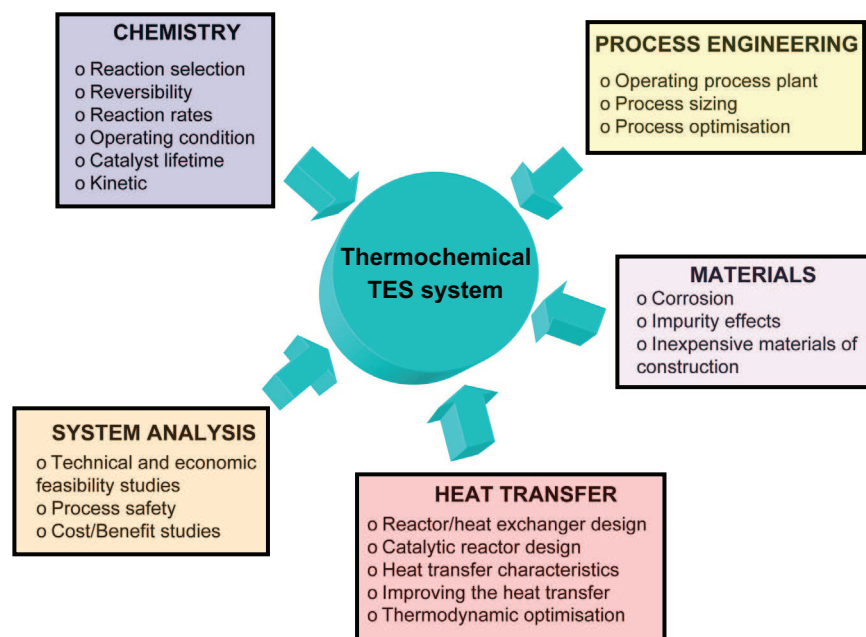 CHEMISTRY
o Reaction selection
o Reversibility
o Reaction rates
o Operating condition
o Catalyst lifetime
o Kinetic
PROCESS ENGINEERING
o Operating process plant
o Process sizing
o Process optimisation
Thermochemical
TES system
MATERIALS
o Corrosion
o Impurity effects
o Inexpensive materials of
construction
SYSTEM ANALYSIS
o Technical and economic
feasibility studies
o Process safety
o Cost/Benefit studies
HEAT TRANSFER
o Reactor/heat exchanger design
o Catalytic reactor design
o Heat transfer characteristics
o Improving the heat transfer
o Thermodynamic optimisation